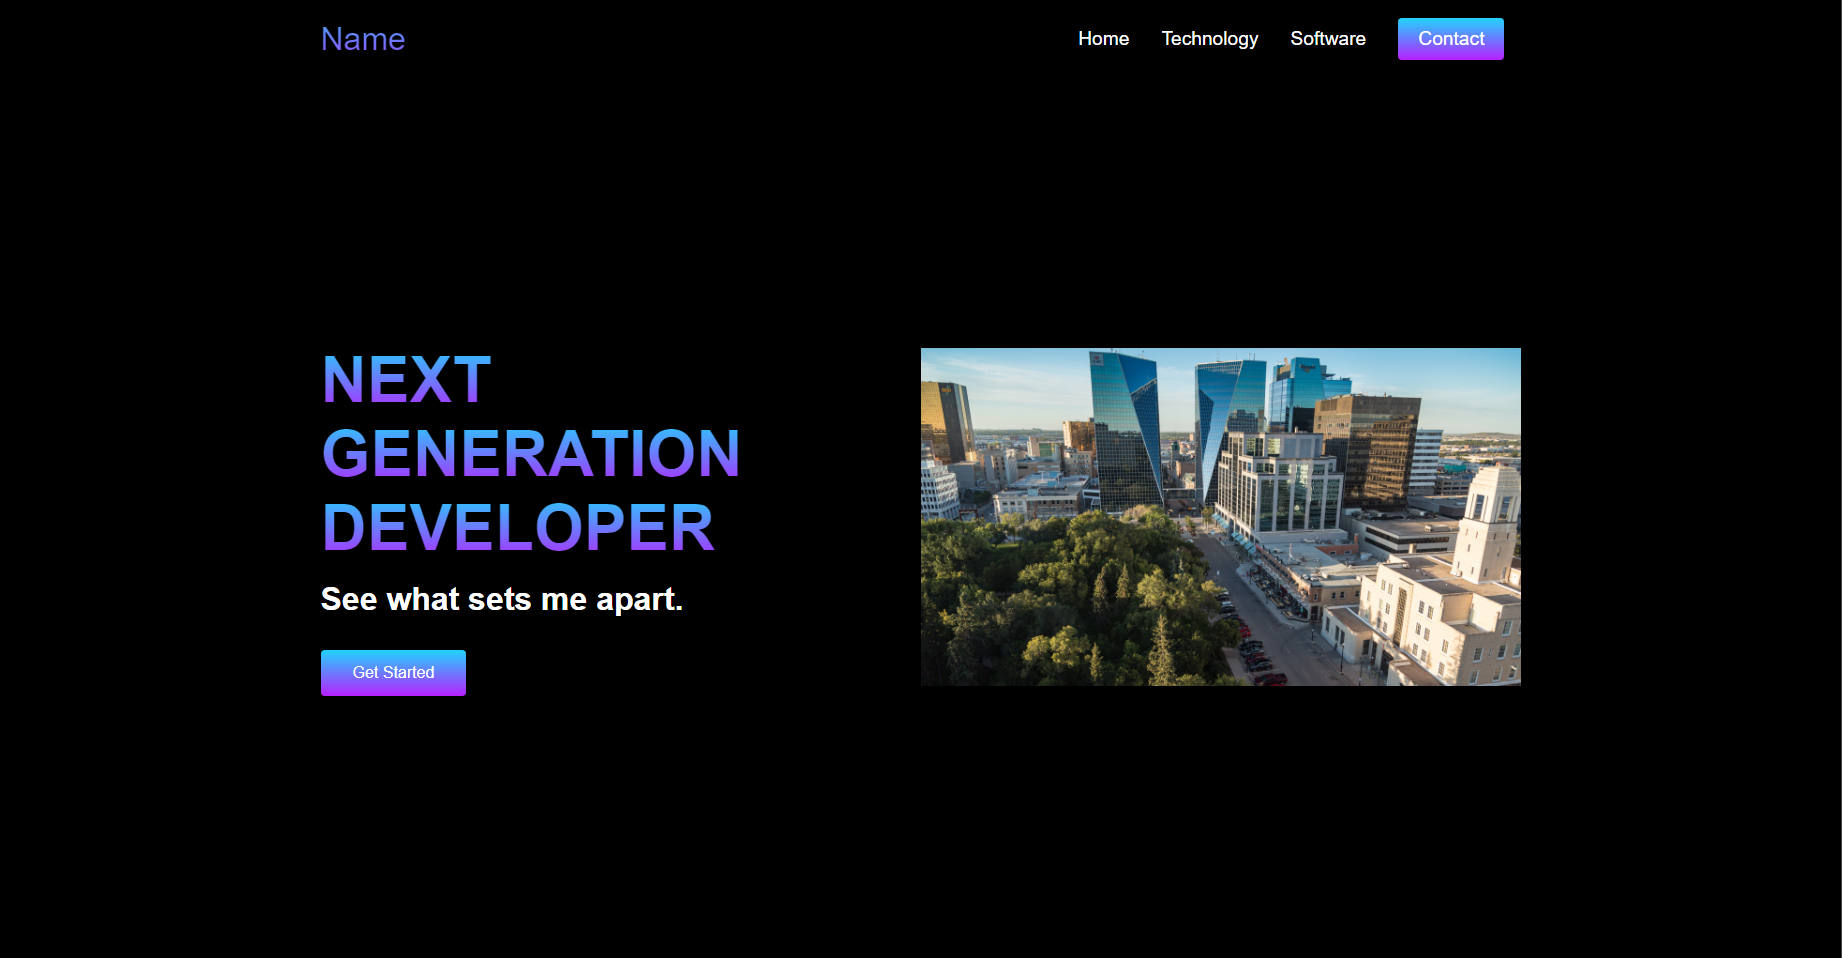 Name
Home Technology Software Contact
NEXT
GENERATION
DEVELOPER
See what sets me apart.
Get Started